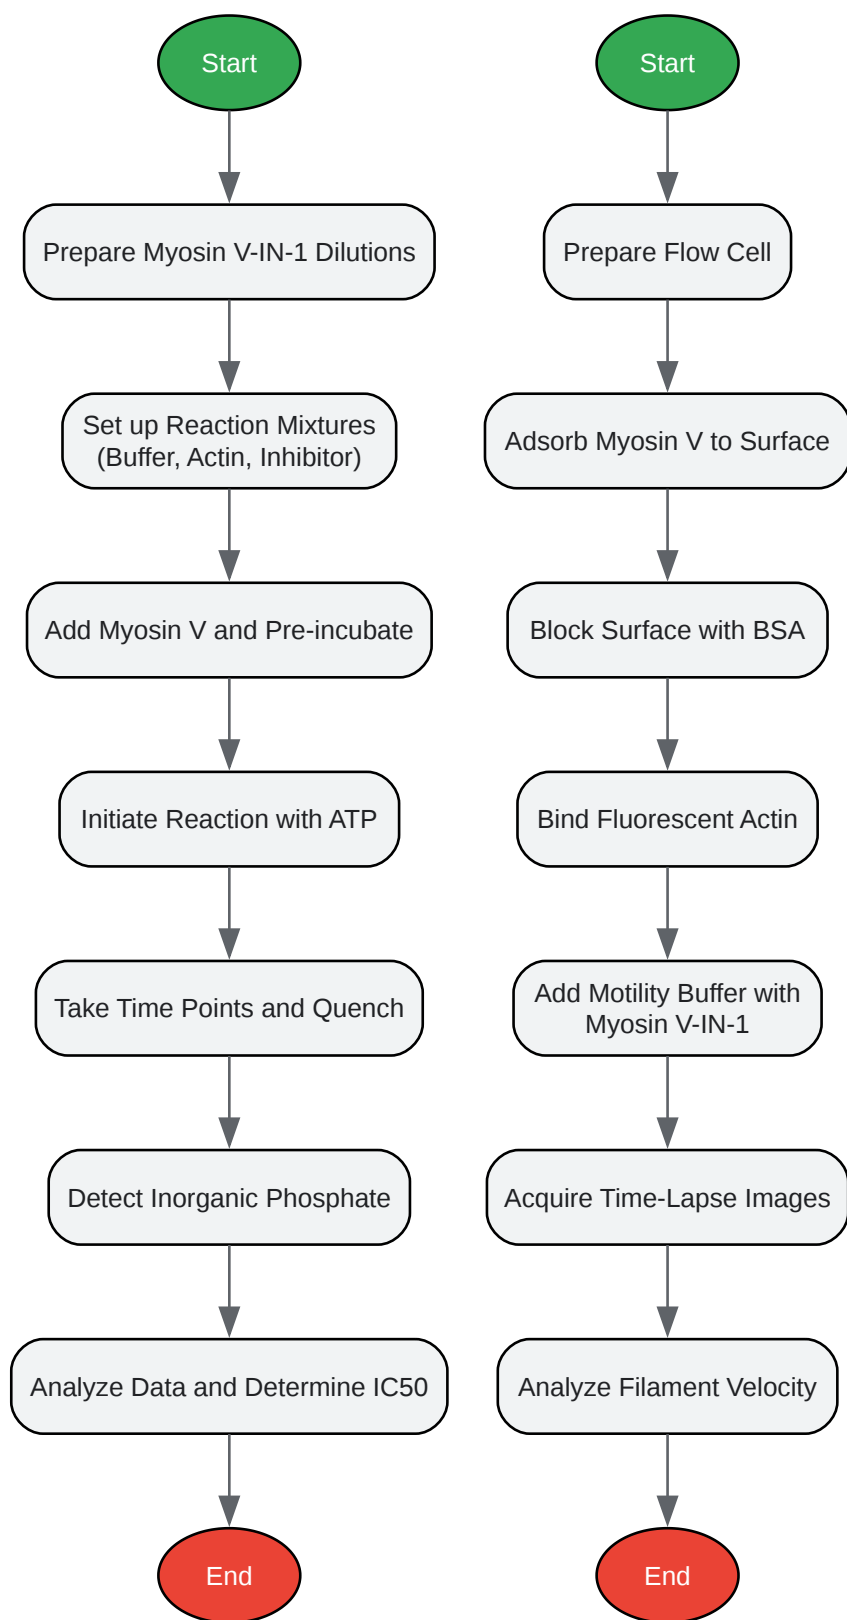 Start
Prepare Myosin V-IN-1 Dilutions
Set up Reaction Mixtures
(Buffer, Actin, Inhibitor)
Add Myosin V and Pre-incubate
Initiate Reaction with ATP
Take Time Points and Quench
Detect Inorganic Phosphate
Analyze Data and Determine IC50
End
Start
Prepare Flow Cell
Adsorb Myosin V to Surface
Block Surface with BSA
Bind Fluorescent Actin
Add Motility Buffer with
Myosin V-IN-1
Acquire Time-Lapse Images
Analyze Filament Velocity
End